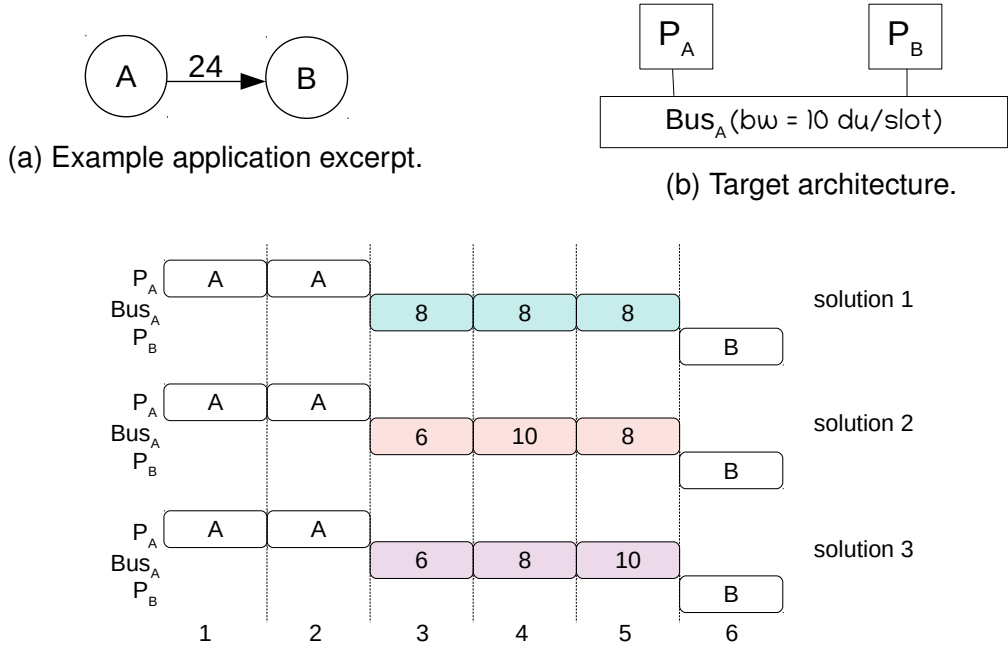 A 24 B
(a) Example application excerpt.
P_A P_B
Bus_A (bw = 10 du/slot)
(b) Target architecture.
P_A A A
Bus_A 8 8 8 solution 1
P_B B
P_A A A
Bus_A 6 10 8 solution 2
P_B B
P_A A A
Bus_A 6 8 10 solution 3
P_B B
1 2 3 4 5 6